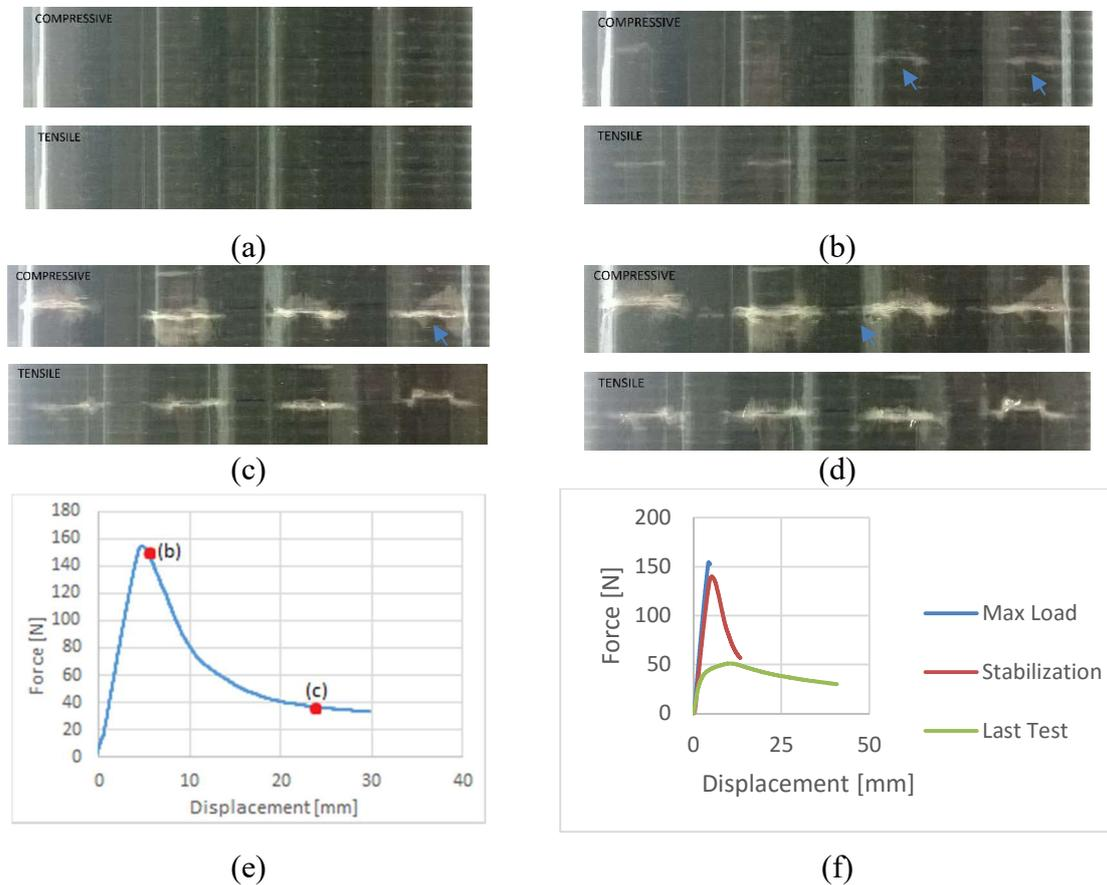 COMPRESSIVE
TENSILE
(a)
COMPRESSIVE
TENSILE
(b)
COMPRESSIVE
TENSILE
(c)
COMPRESSIVE
TENSILE
(d)
180
160
140
120
100
80
60
40
20
0
Force [N]
(b)
(c)
0 10 20 30 40
Displacement [mm]
(e)
200
150
100
50
0
Force [N]
0 25 50
Displacement [mm]
Max Load
Stabilization
Last Test
(f)